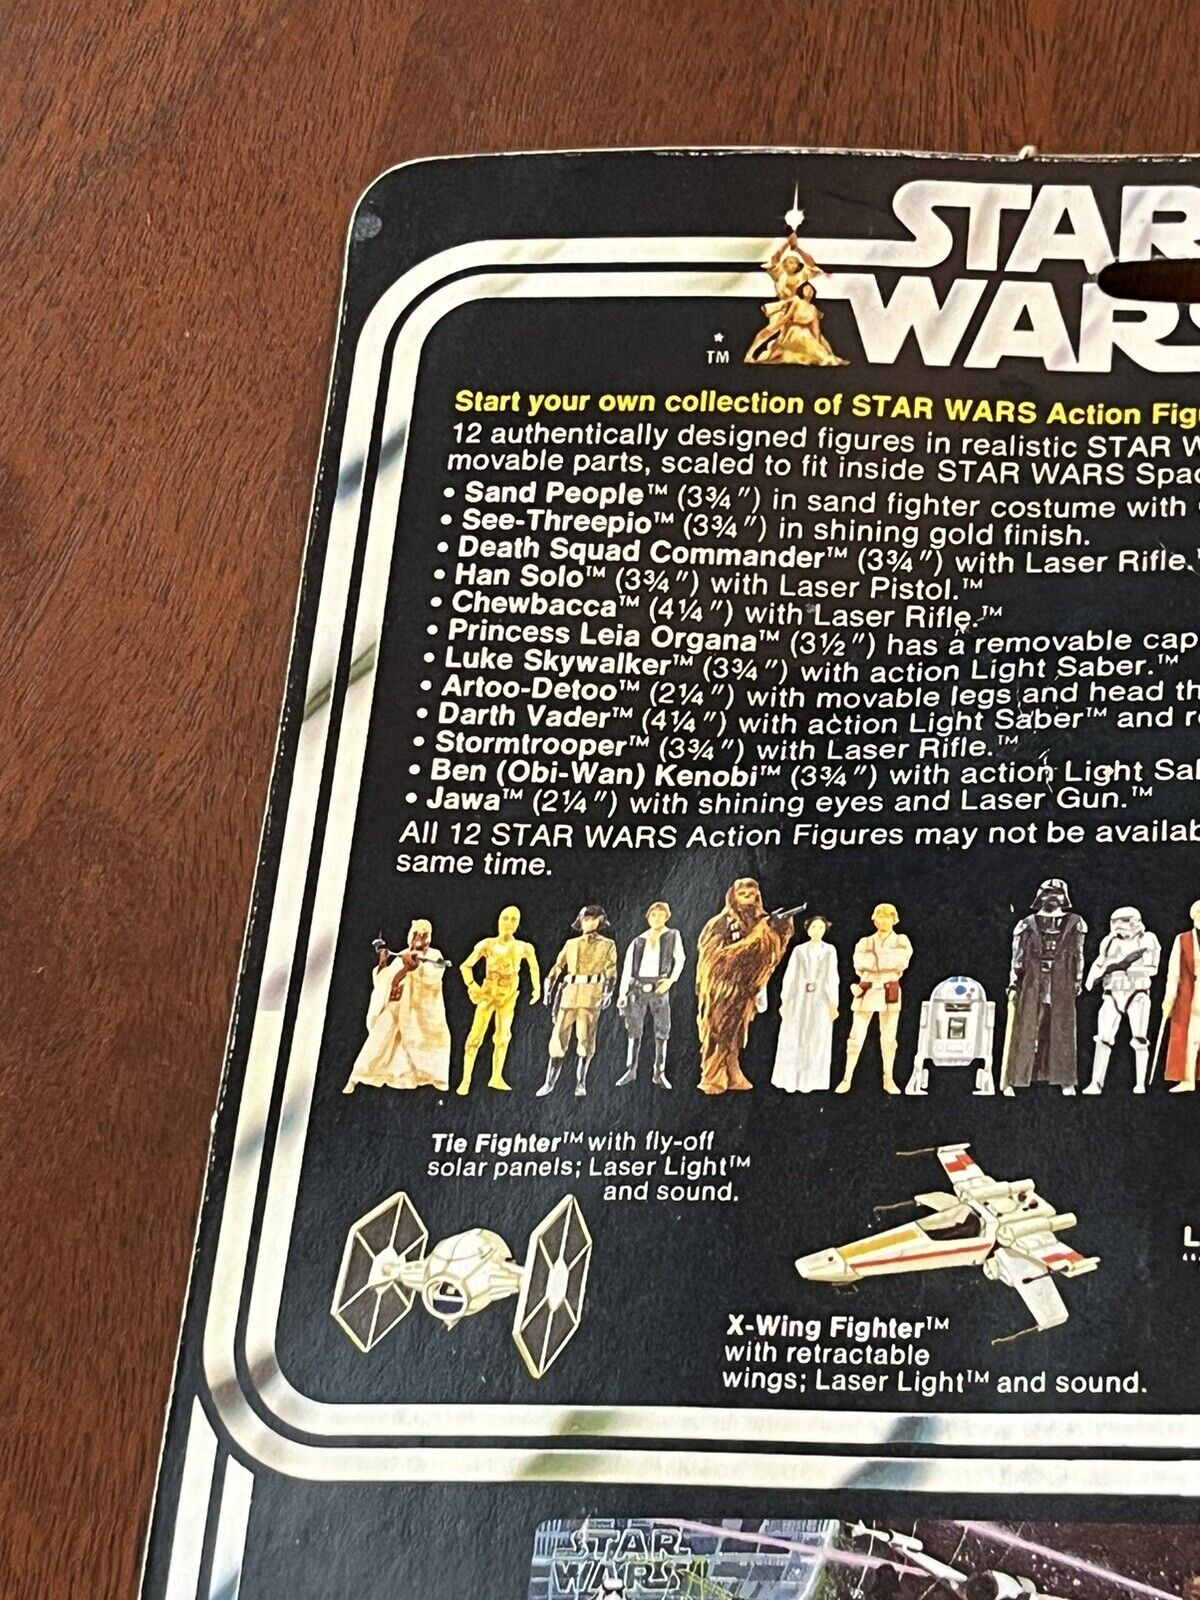 STAR
WARS
TM
Start your own collection of STAR WARS Action
12 authentically designed figures in realistic STAR
movable parts, scaled to fit inside STAR WARS
• Sand People™ (3¾") in sand fighter costume with
• See-Threepio™ (3¾") in shining gold finish.
• Death Squad Commander™ (3¾") with Laser Rifle.™
• Han Solo™ (3¾") with Laser Pistol.™
• Chewbacca™ (4¼") with Laser Rifle.™
• Princess Leia Organa™ (3½") has a removable cap
• Luke Skywalker™ (3¾") with action Light Saber.™
• Artoo-Detoo™ (2¼") with movable legs and head
• Darth Vader™ (4¼") with action Light Saber™ and
• Stormtrooper™ (3¾") with Laser Rifle.™
• Ben (Obi-Wan) Kenobi™ (3¾") with action Light
• Jawa™ (2¼") with shining eyes and Laser Gun.™
All 12 STAR WARS Action Figures may not be
same time.
Tie Fighter™ with fly-off
solar panels; Laser Light™
and sound.
X-Wing Fighter™
with retractable
wings; Laser Light™ and sound.
STAR
WARS